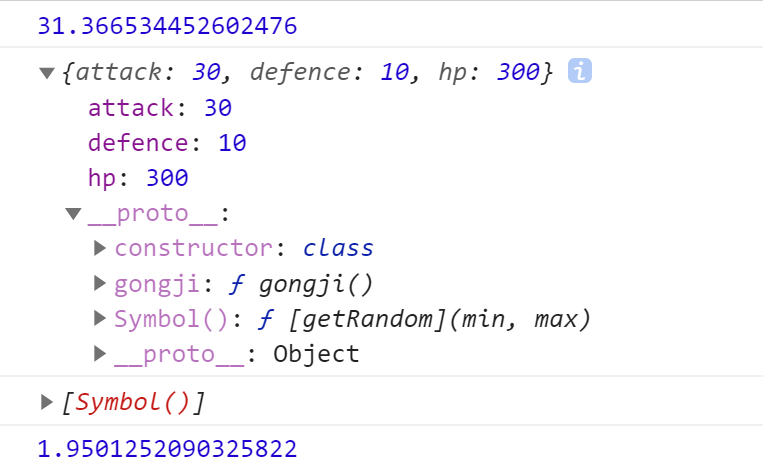 31.366534452602476
{attack: 30, defence: 10, hp: 300} i
attack: 30
defence: 10
hp: 300
__proto__:
constructor: class
gongji: ƒ gongji()
Symbol(): ƒ [getRandom](min, max)
__proto__: Object
[Symbol()]
1.9501252090325822